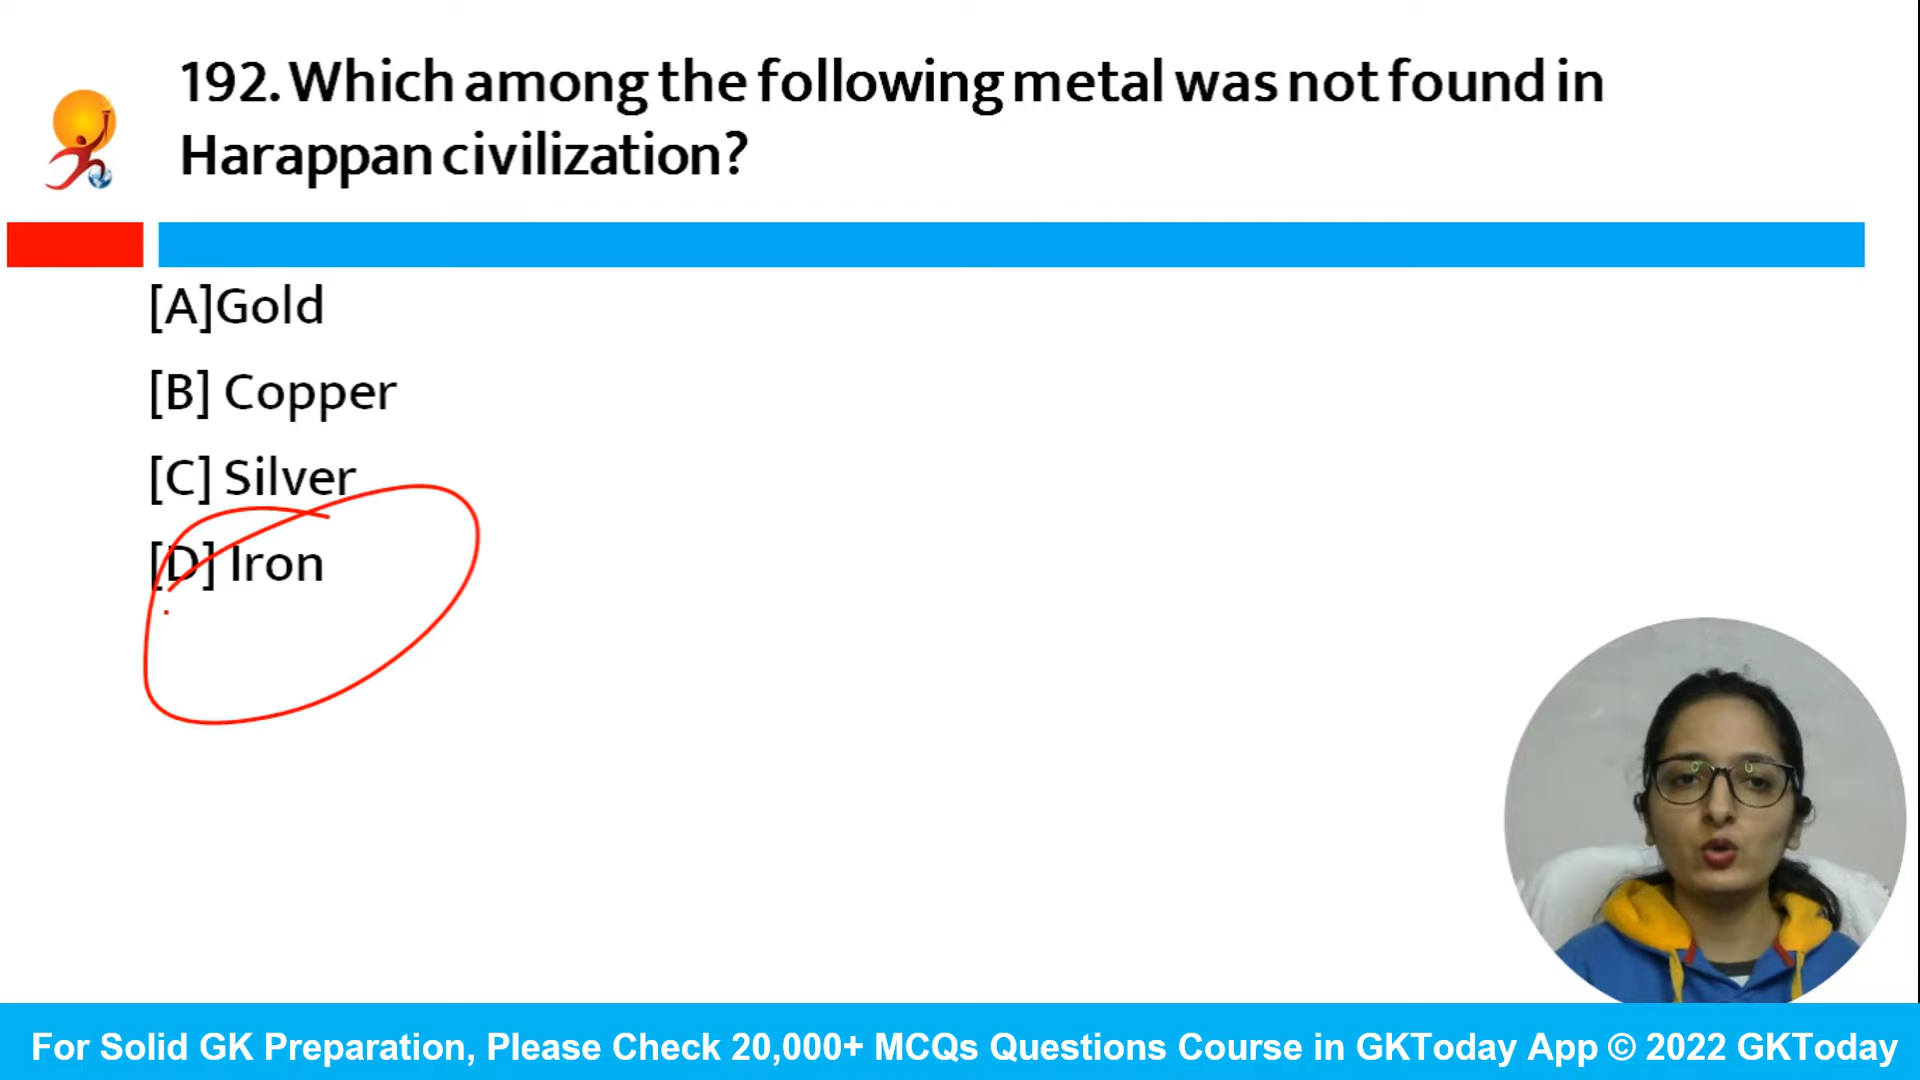 192. Which among the following metal was not found in
Harappan civilization?
[A]Gold
[B] Copper
[C] Silver
[D] Iron
For Solid GK Preparation, Please Check 20,000+ MCQs Questions Course in GKToday App © 2022 GKToday